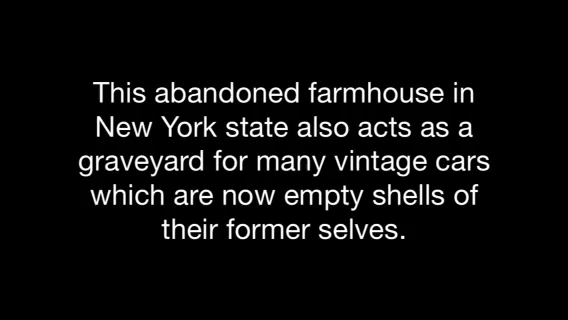 This abandoned farmhouse in
New York state also acts as a
graveyard for many vintage cars
which are now empty shells of
their former selves.